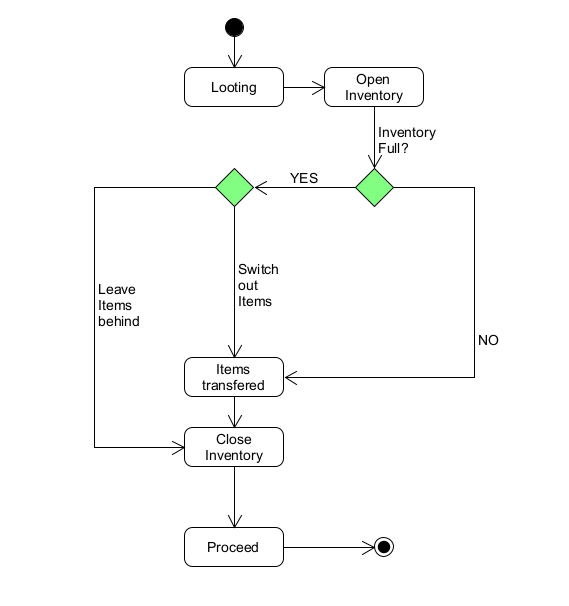 Looting
Open
Inventory
Inventory
Full?
YES
Switch
out
Items
Leave
Items
behind
NO
Items
transfered
Close
Inventory
Proceed